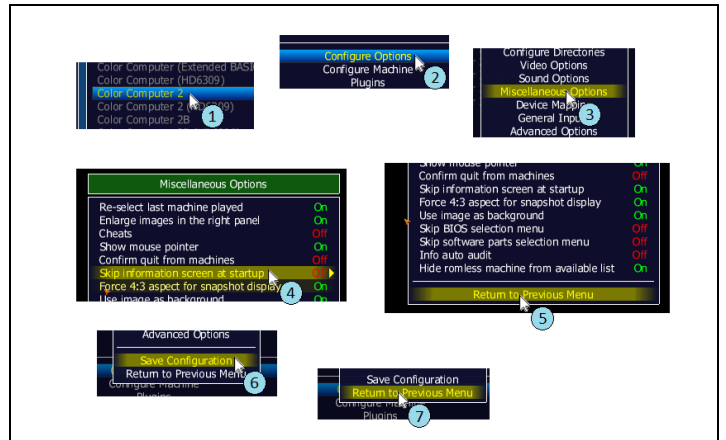 Color Computer (Extended BASI
Color Computer (HD6309)
Color Computer 2
Color Computer 2 (HD6309)
Color Computer 2B
1
Configure Options
Configure Machine
Plugins
2
Configure Directories
Video Options
Sound Options
Miscellaneous Options
Device Mapping
General Inpu
Advanced Options
3
Miscellaneous Options
Re-select last machine played On
Enlarge images in the right panel On
Cheats Off
Show mouse pointer On
Confirm quit from machines Off
Skip information screen at startup Off
Force 4:3 aspect for snapshot display On
Use image as background On
4
Show mouse pointer On
Confirm quit from machines Off
Skip information screen at startup On
Force 4:3 aspect for snapshot display On
Use image as background On
Skip BIOS selection menu Off
Skip software parts selection menu Off
Info auto audit Off
Hide romless machine from available list On
Return to Previous Menu
5
Advanced Options
Save Configuration
Return to Previous Menu
Configure Machine
Plugins
6
Save Configuration
Return to Previous Menu
Configure Machine
Plugins
7